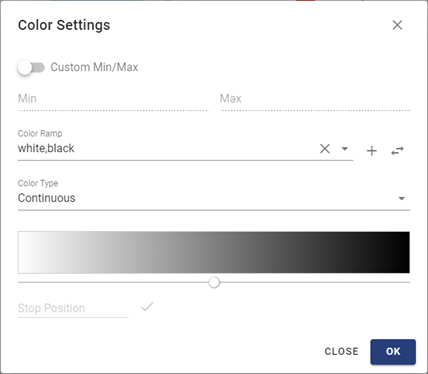 Color Settings
Custom Min/Max
Min Max
Color Ramp
white,black
Color Type
Continuous
Stop Position
CLOSE OK